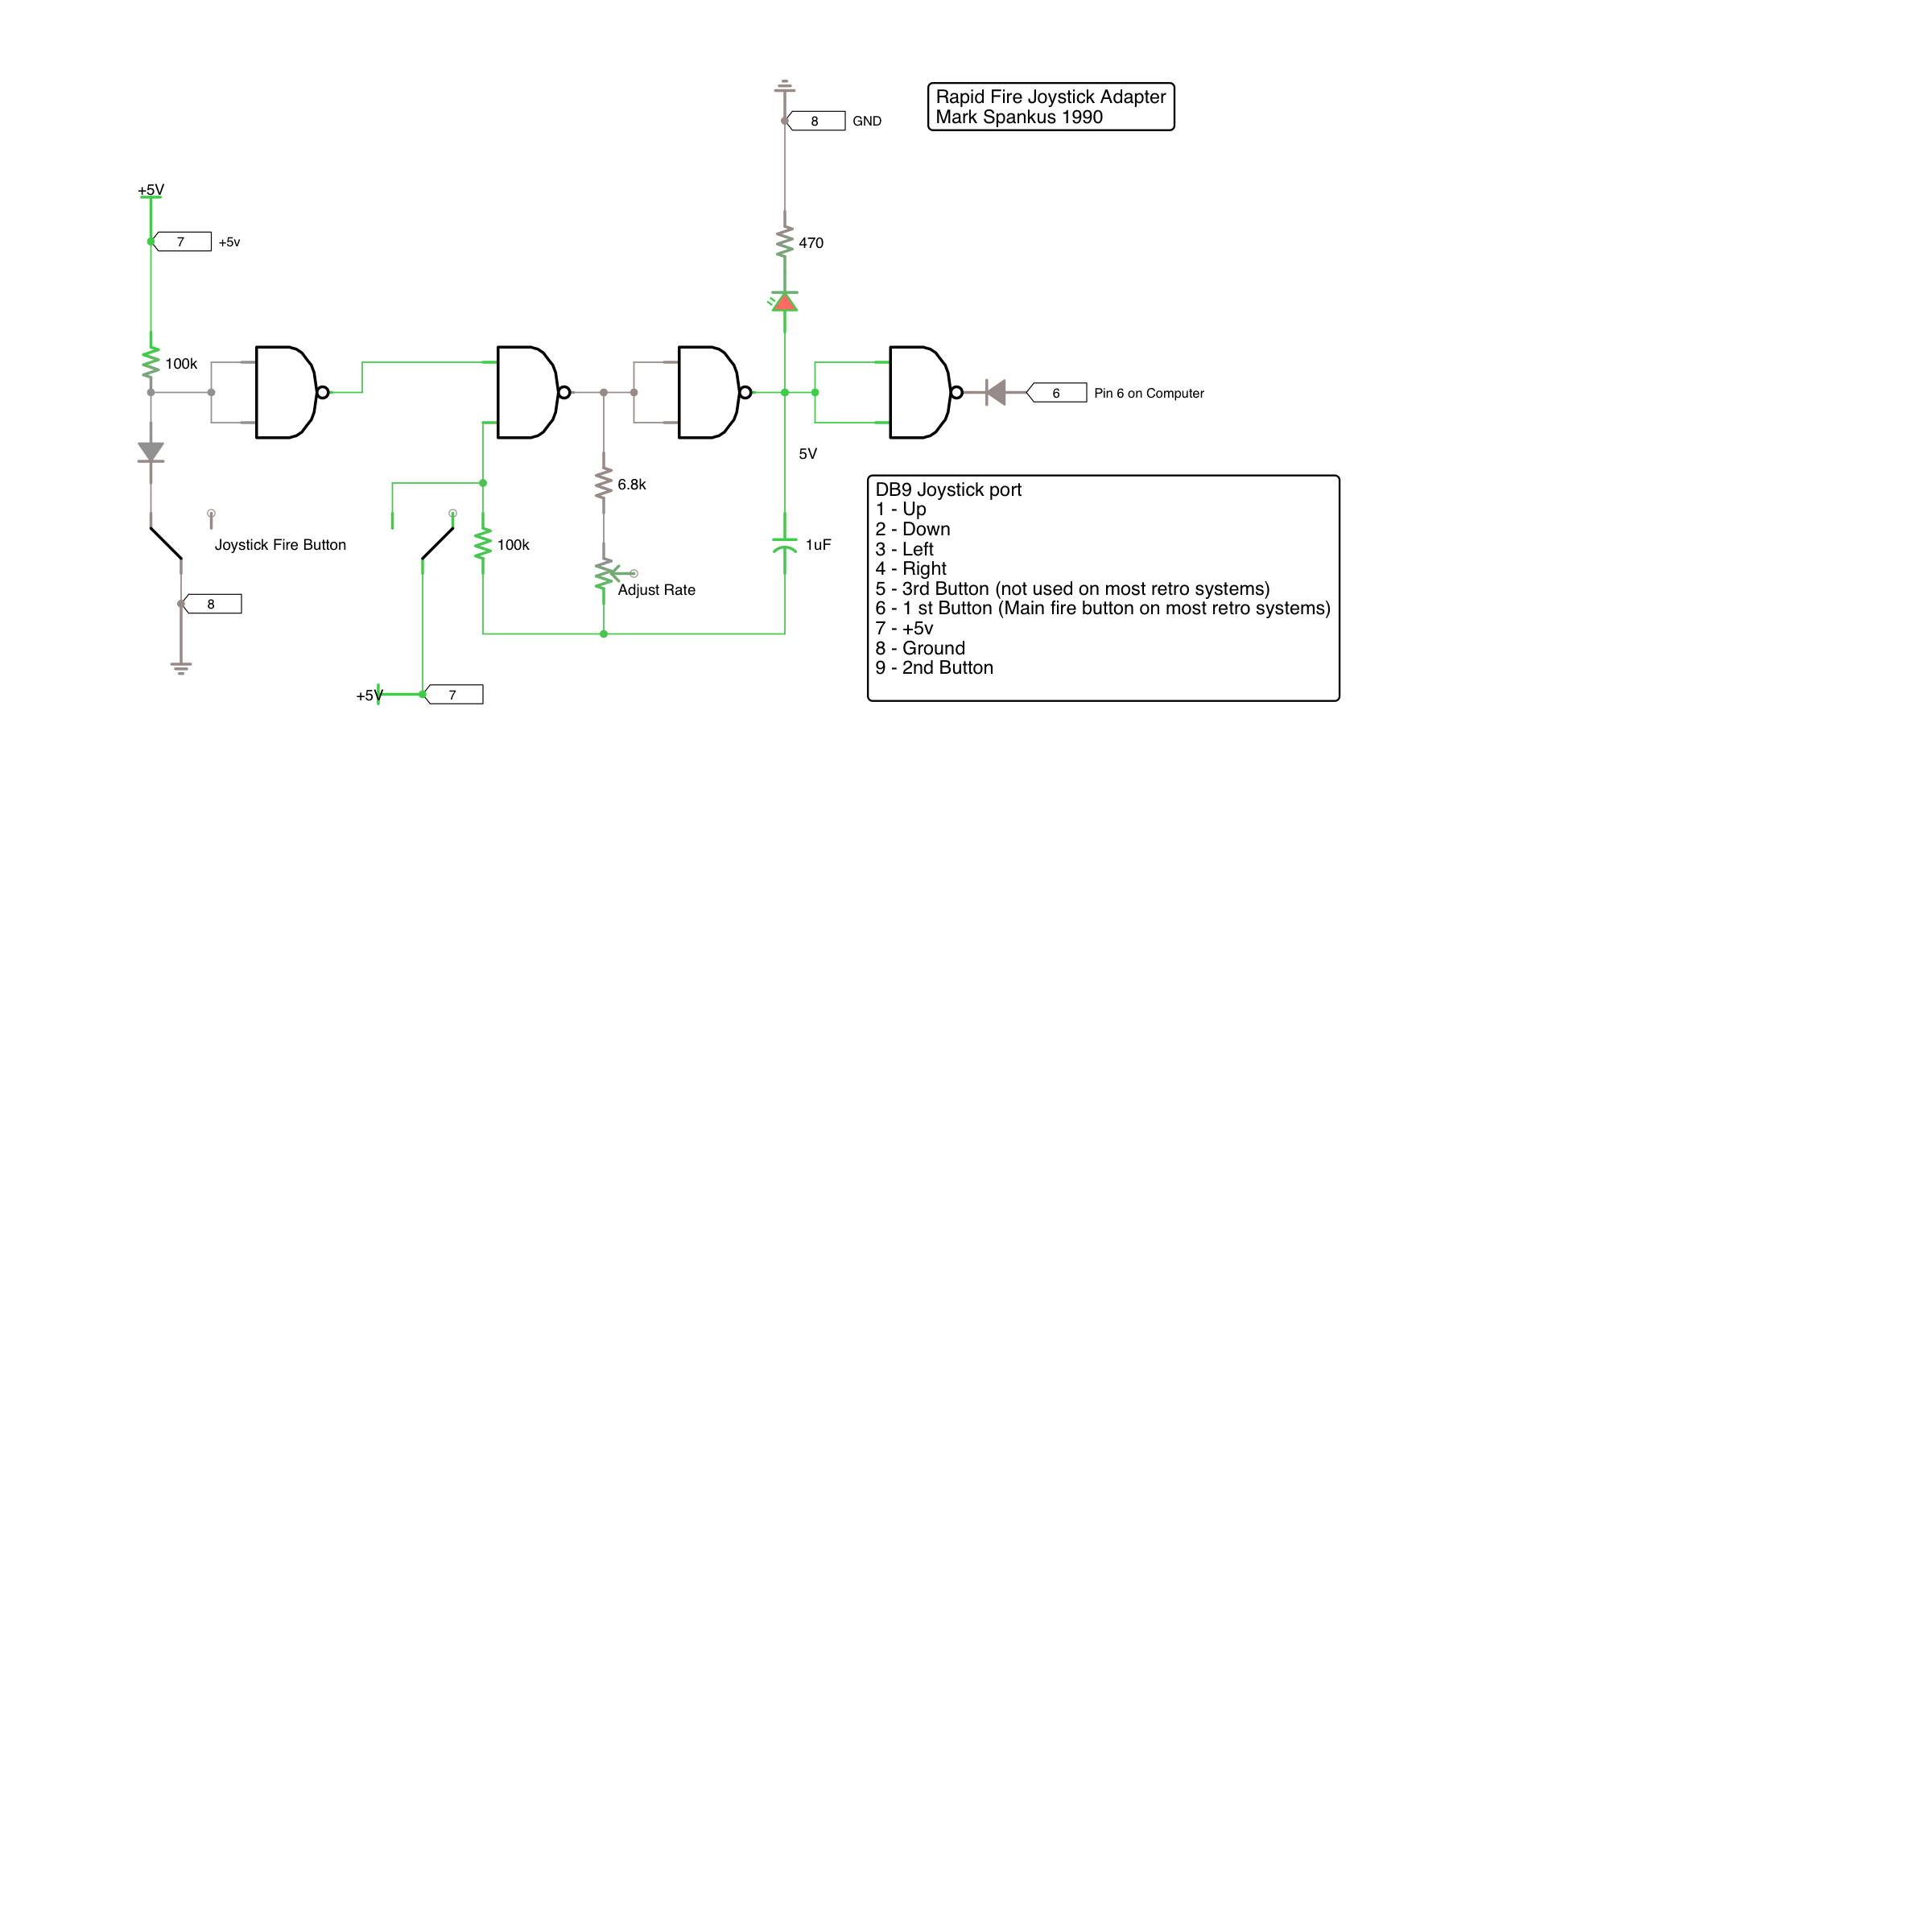 8 GND
Rapid Fire Joystick Adapter
Mark Spankus 1990
+5V
7 +5v
470
100k
6 Pin 6 on Computer
5V
6.8k
DB9 Joystick port
1 - Up
2 - Down
3 - Left
4 - Right
5 - 3rd Button (not used on most retro systems)
6 - 1 st Button (Main fire button on most retro systems)
7 - +5v
8 - Ground
9 - 2nd Button
Joystick Fire Button
100k
1uF
Adjust Rate
8
+5V
7